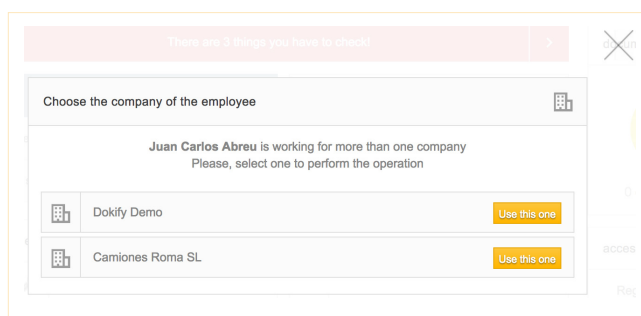 There are 3 things you have to check!
Choose the company of the employee
Juan Carlos Abreu is working for more than one company
Please, select one to perform the operation
Dokify Demo
Use this one
Camiones Roma SL
Use this one
0